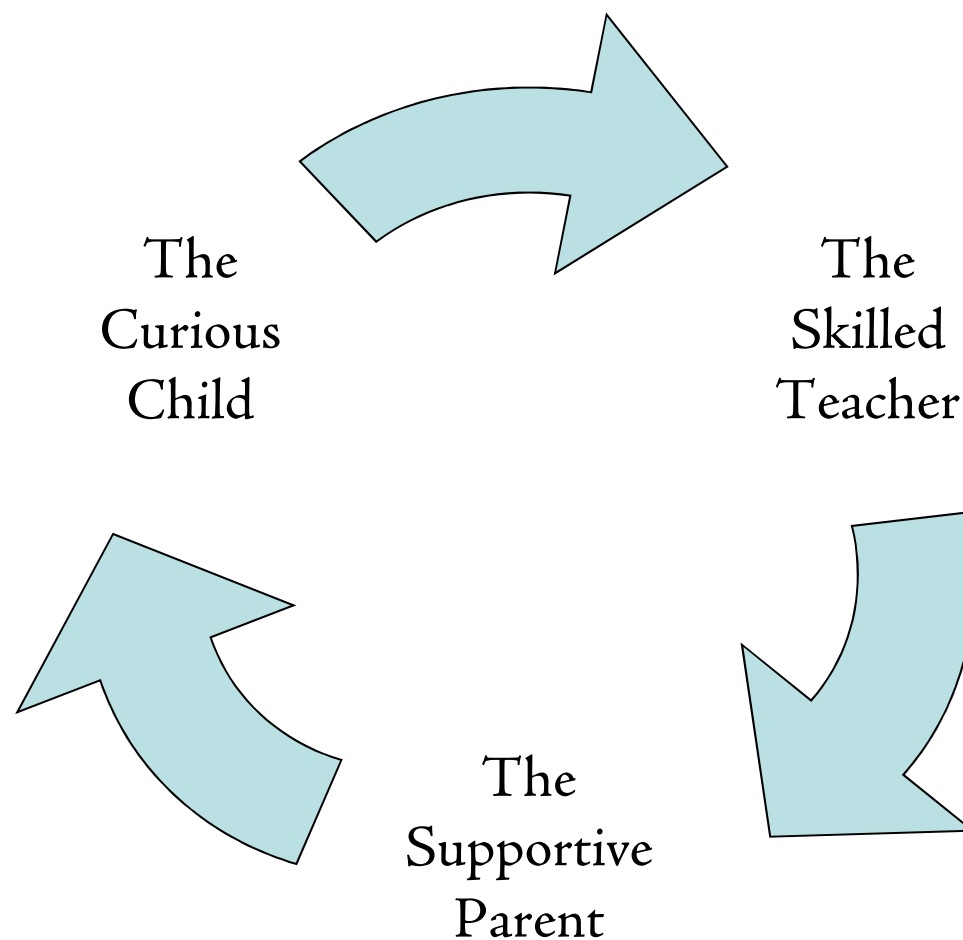 The
Curious
Child
The
Skilled
Teacher
The
Supportive
Parent